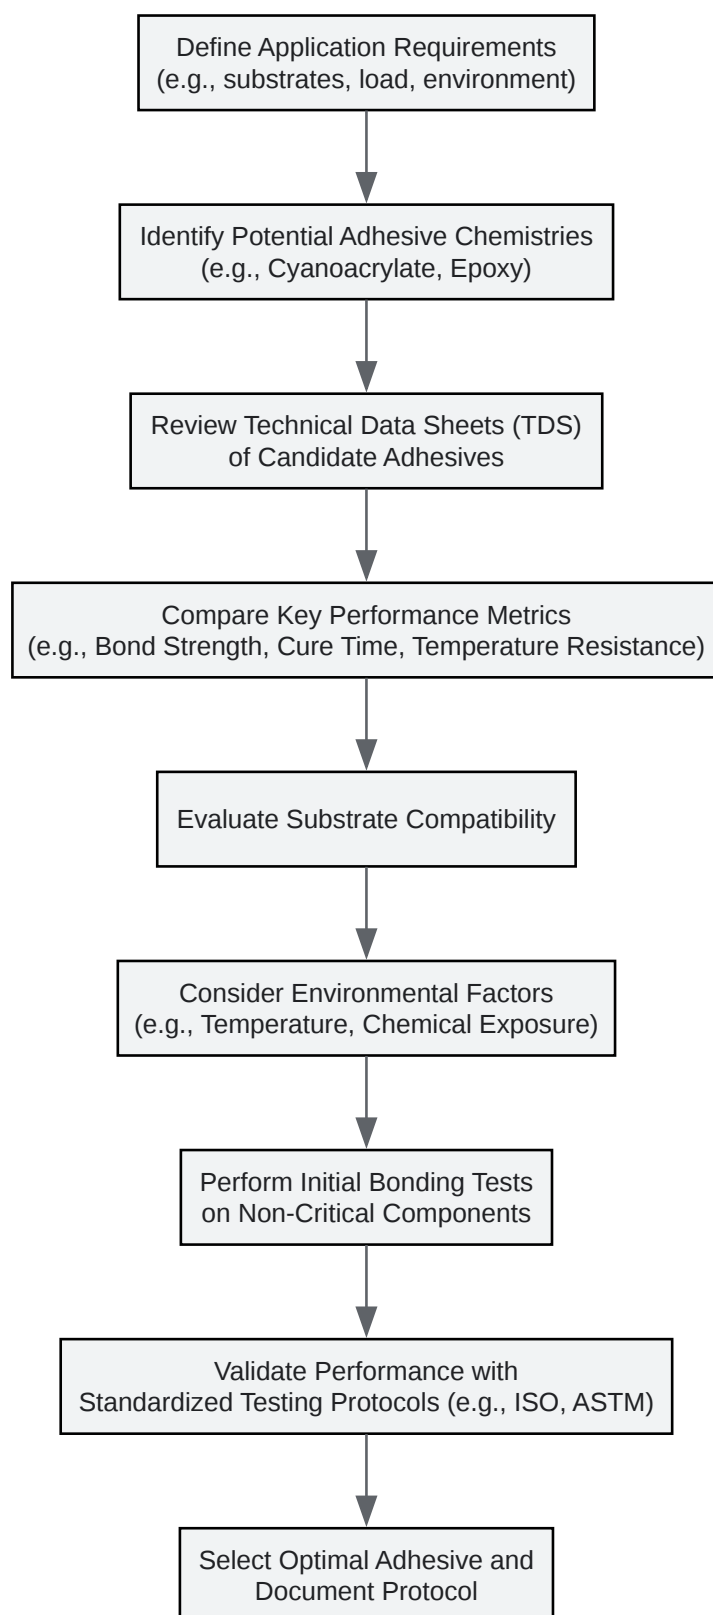 Define Application Requirements
(e.g., substrates, load, environment)
Identify Potential Adhesive Chemistries
(e.g., Cyanoacrylate, Epoxy)
Review Technical Data Sheets (TDS)
of Candidate Adhesives
Compare Key Performance Metrics
(e.g., Bond Strength, Cure Time, Temperature Resistance)
Evaluate Substrate Compatibility
Consider Environmental Factors
(e.g., Temperature, Chemical Exposure)
Perform Initial Bonding Tests
on Non-Critical Components
Validate Performance with
Standardized Testing Protocols (e.g., ISO, ASTM)
Select Optimal Adhesive and
Document Protocol